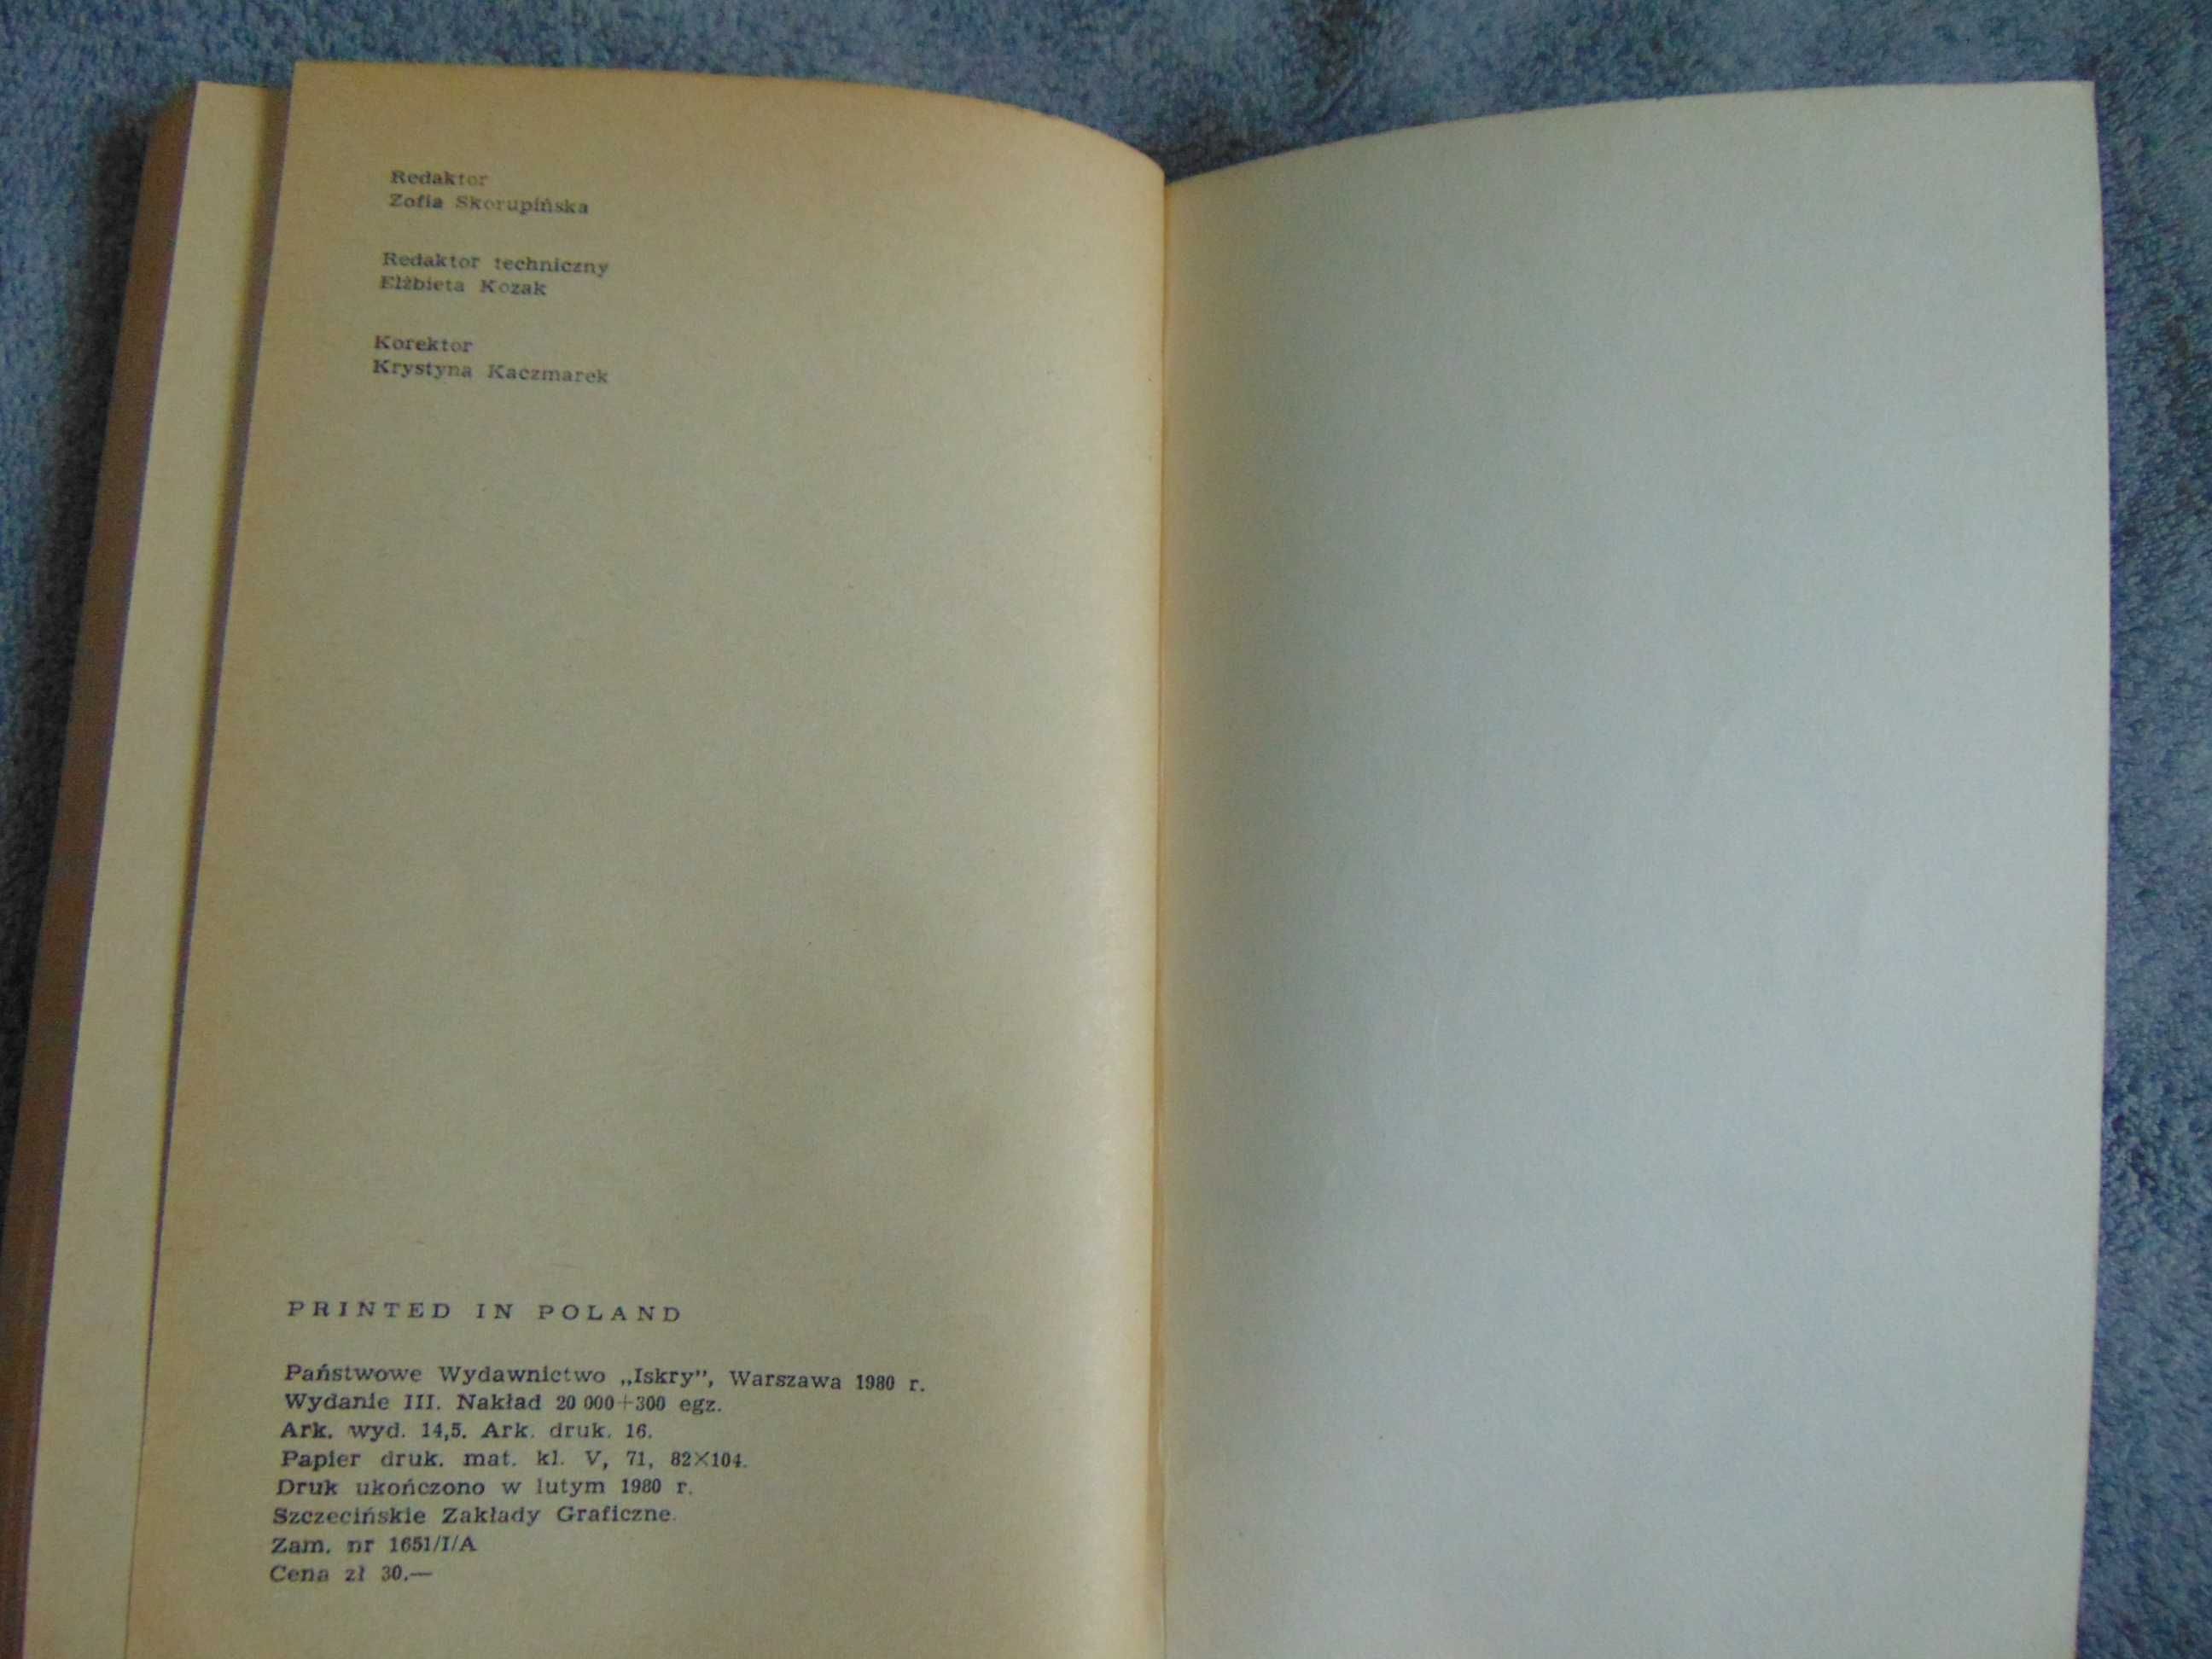 Redaktor
Zofia Skorupińska
Redaktor techniczny
Elżbieta Kozak
Korektor
Krystyna Kaczmarek
PRINTED IN POLAND
Państwowe Wydawnictwo „Iskry”, Warszawa 1980 r.
Wydanie III. Nakład 20 000+300 egz.
Ark. wyd. 14,5. Ark. druk. 16.
Papier druk. mat. kl. V, 71, 82×104.
Druk ukończono w lutym 1980 r.
Szczecińskie Zakłady Graficzne.
Zam. nr 1651/I/A
Cena zł 30.—